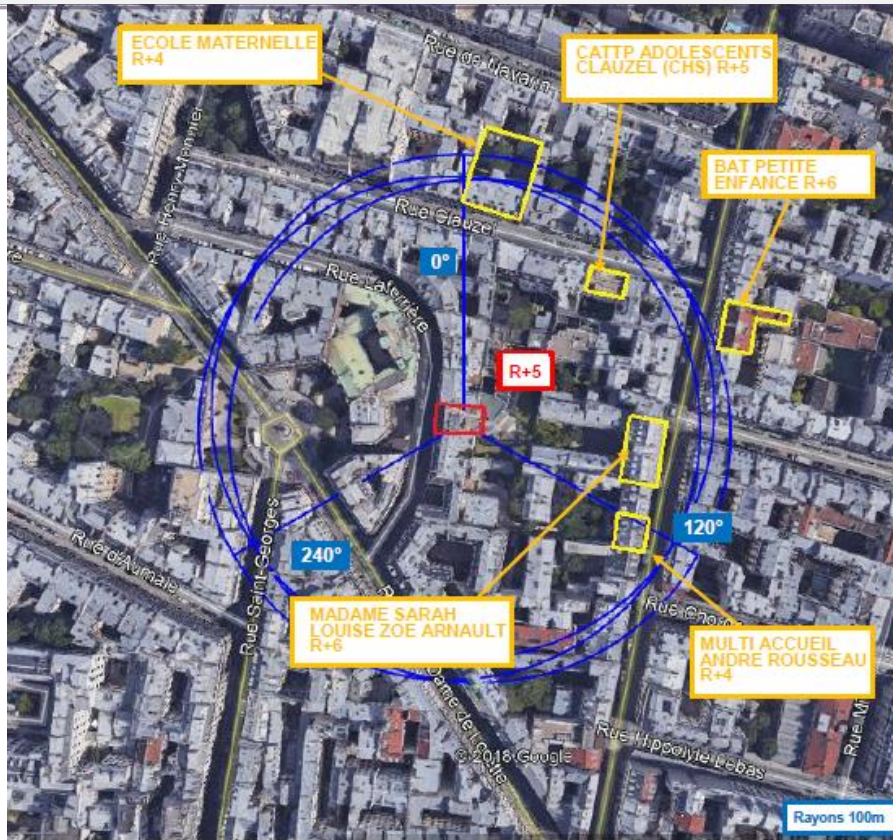 ECOLE MATERNELLE
R+4
CATTP ADOLESCENTS
CLAUZEL (CHS) R+5
BAT PETITE
ENFANCE R+6
Rue de Navarin
Rue Henry Monnier
Rue Clauzel
Rue Laferrière
0°
R+5
120°
240°
Rue Saint-Georges
Rue d'Aumale
MADAME SARAH
LOUISE ZOE ARNAULT
R+6
MULTI ACCUEIL
ANDRE ROUSSEAU
R+4
Dame de Lorette
Rue Hippolyte Lebas
© 2018 Google
Rayons 100m